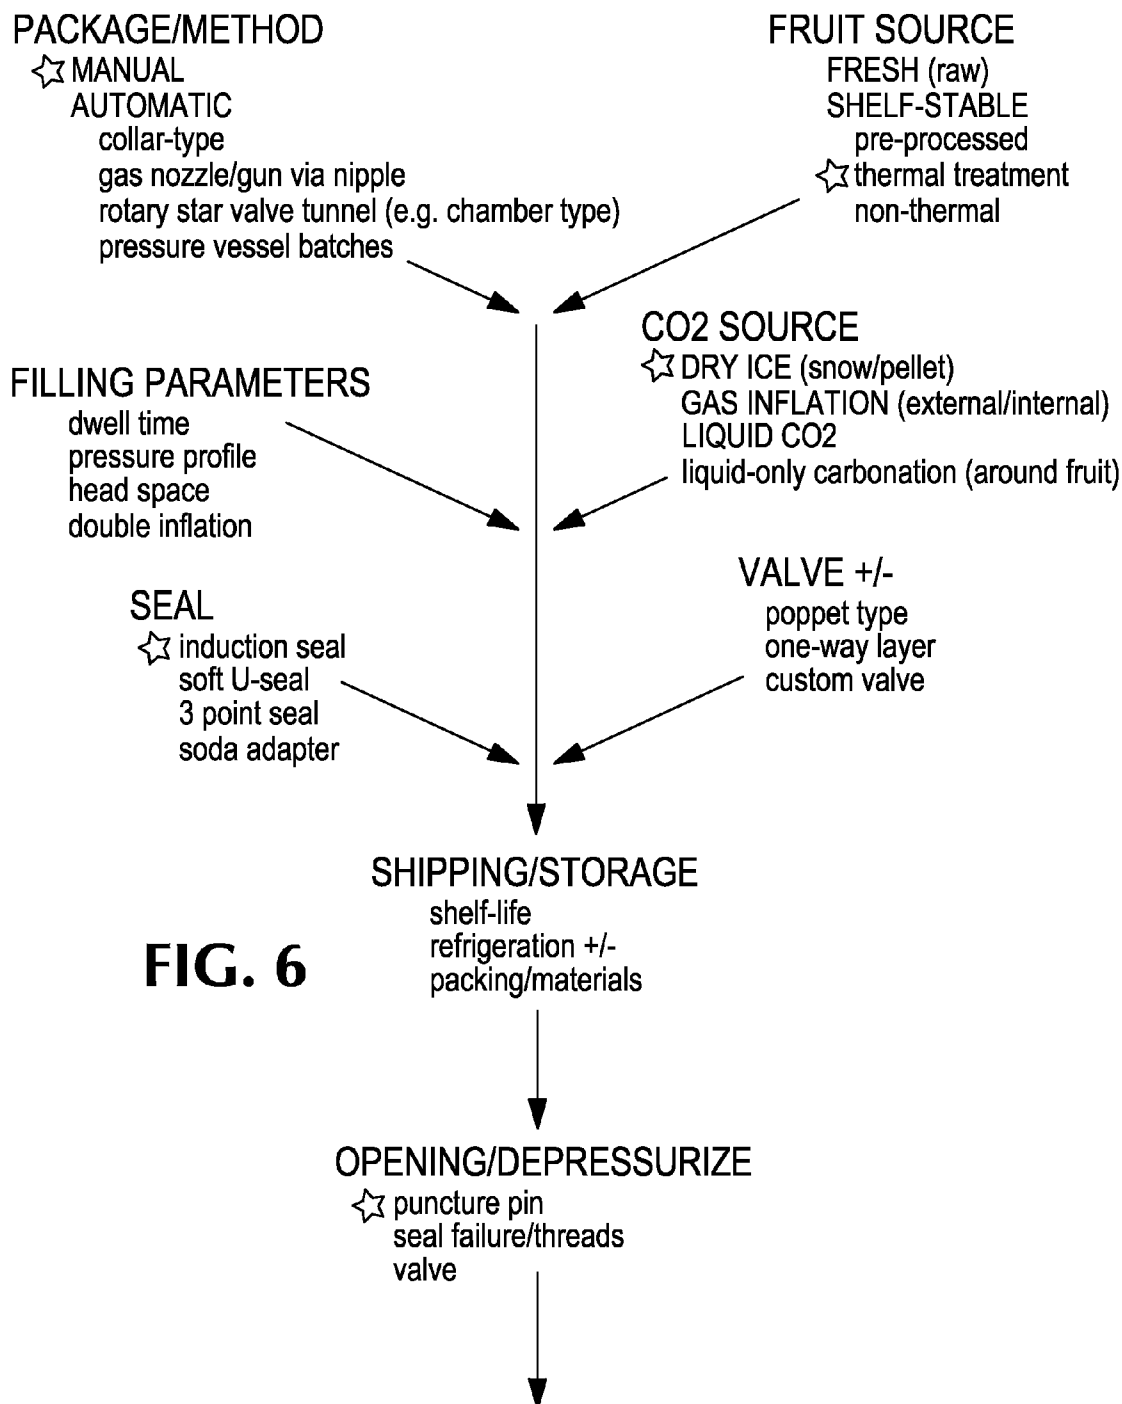 PACKAGE/METHOD
MANUAL
AUTOMATIC
collar-type
gas nozzle/gun via nipple
rotary star valve tunnel (e.g. chamber type)
pressure vessel batches
FRUIT SOURCE
FRESH (raw)
SHELF-STABLE
pre-processed
thermal treatment
non-thermal
CO2 SOURCE
DRY ICE (snow/pellet)
GAS INFLATION (external/internal)
LIQUID CO2
liquid-only carbonation (around fruit)
FILLING PARAMETERS
dwell time
pressure profile
head space
double inflation
VALVE +/-
poppet type
one-way layer
custom valve
SEAL
induction seal
soft U-seal
3 point seal
soda adapter
SHIPPING/STORAGE
shelf-life
refrigeration +/-
packing/materials
FIG. 6
OPENING/DEPRESSURIZE
puncture pin
seal failure/threads
valve